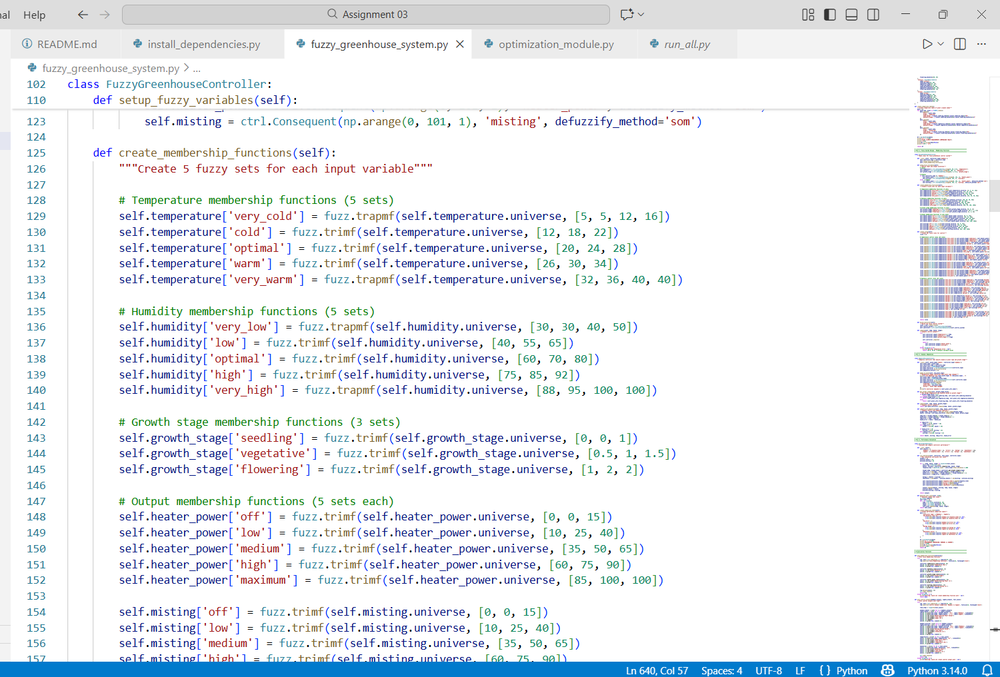 al Help Assignment 03
README.md install_dependencies.py fuzzy_greenhouse_system.py optimization_module.py run_all.py
fuzzy_greenhouse_system.py > ...
102 class FuzzyGreenhouseController:
110 def setup_fuzzy_variables(self):
123 self.misting = ctrl.Consequent(np.arange(0, 101, 1), 'misting', defuzzify_method='som')
124
125 def create_membership_functions(self):
126 """Create 5 fuzzy sets for each input variable"""
127
128 # Temperature membership functions (5 sets)
129 self.temperature['very_cold'] = fuzz.trapmf(self.temperature.universe, [5, 5, 12, 16])
130 self.temperature['cold'] = fuzz.trimf(self.temperature.universe, [12, 18, 22])
131 self.temperature['optimal'] = fuzz.trimf(self.temperature.universe, [20, 24, 28])
132 self.temperature['warm'] = fuzz.trimf(self.temperature.universe, [26, 30, 34])
133 self.temperature['very_warm'] = fuzz.trapmf(self.temperature.universe, [32, 36, 40, 40])
134
135 # Humidity membership functions (5 sets)
136 self.humidity['very_low'] = fuzz.trapmf(self.humidity.universe, [30, 30, 40, 50])
137 self.humidity['low'] = fuzz.trimf(self.humidity.universe, [40, 55, 65])
138 self.humidity['optimal'] = fuzz.trimf(self.humidity.universe, [60, 70, 80])
139 self.humidity['high'] = fuzz.trimf(self.humidity.universe, [75, 85, 92])
140 self.humidity['very_high'] = fuzz.trapmf(self.humidity.universe, [88, 95, 100, 100])
141
142 # Growth stage membership functions (3 sets)
143 self.growth_stage['seedling'] = fuzz.trimf(self.growth_stage.universe, [0, 0, 1])
144 self.growth_stage['vegetative'] = fuzz.trimf(self.growth_stage.universe, [0.5, 1, 1.5])
145 self.growth_stage['flowering'] = fuzz.trimf(self.growth_stage.universe, [1, 2, 2])
146
147 # Output membership functions (5 sets each)
148 self.heater_power['off'] = fuzz.trimf(self.heater_power.universe, [0, 0, 15])
149 self.heater_power['low'] = fuzz.trimf(self.heater_power.universe, [10, 25, 40])
150 self.heater_power['medium'] = fuzz.trimf(self.heater_power.universe, [35, 50, 65])
151 self.heater_power['high'] = fuzz.trimf(self.heater_power.universe, [60, 75, 90])
152 self.heater_power['maximum'] = fuzz.trimf(self.heater_power.universe, [85, 100, 100])
153
154 self.misting['off'] = fuzz.trimf(self.misting.universe, [0, 0, 15])
155 self.misting['low'] = fuzz.trimf(self.misting.universe, [10, 25, 40])
156 self.misting['medium'] = fuzz.trimf(self.misting.universe, [35, 50, 65])
157 self.misting['high'] = fuzz.trimf(self.misting.universe, [60, 75, 90])
Ln 640, Col 57 Spaces: 4 UTF-8 LF {} Python Python 3.14.0